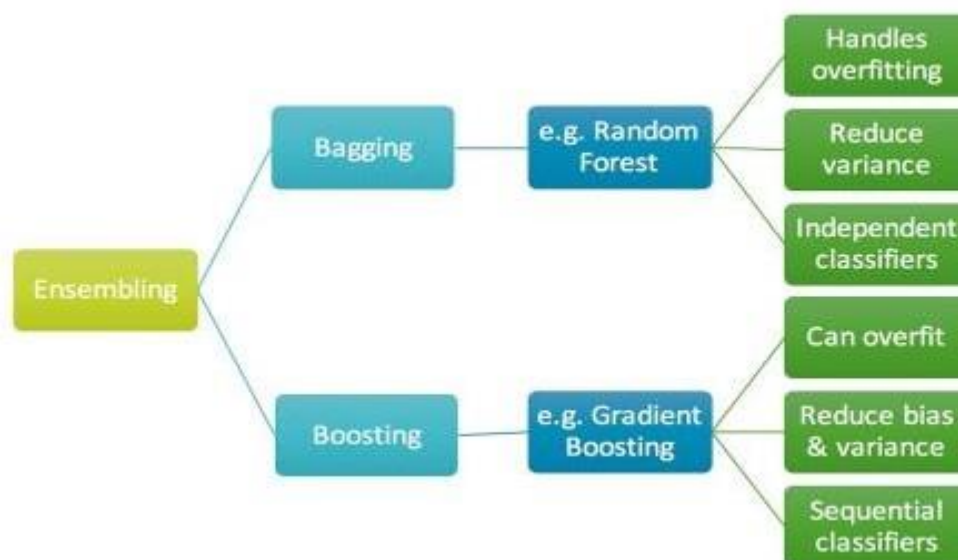 Ensembling
Bagging
e.g. Random
Forest
Handles
overfitting
Reduce
variance
Independent
classifiers
Boosting
e.g. Gradient
Boosting
Can overfit
Reduce bias
& variance
Sequential
classifiers